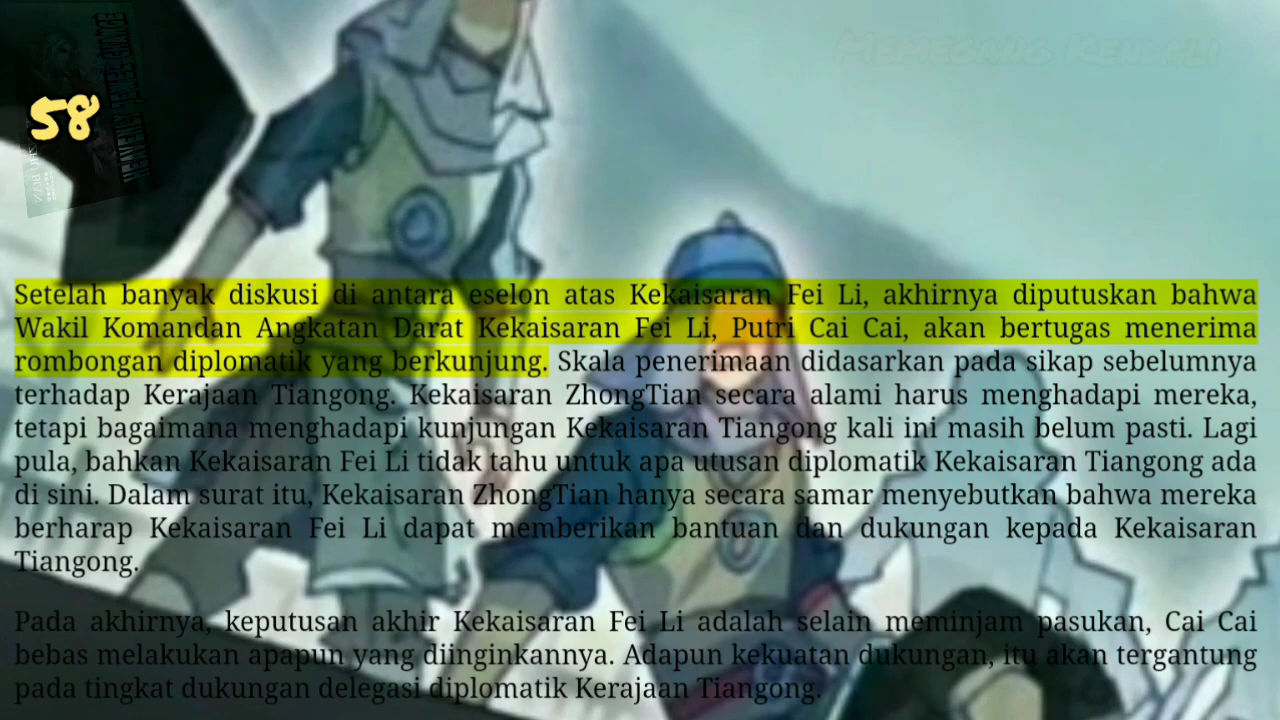 Memegang Kendali
58
Setelah banyak diskusi di antara eselon atas Kekaisaran Fei Li, akhirnya diputuskan bahwa
Wakil Komandan Angkatan Darat Kekaisaran Fei Li, Putri Cai Cai, akan bertugas menerima
rombongan diplomatik yang berkunjung. Skala penerimaan didasarkan pada sikap sebelumnya
terhadap Kerajaan Tiangong. Kekaisaran ZhongTian secara alami harus menghadapi mereka,
tetapi bagaimana menghadapi kunjungan Kekaisaran Tiangong kali ini masih belum pasti. Lagi
pula, bahkan Kekaisaran Fei Li tidak tahu untuk apa utusan diplomatik Kekaisaran Tiangong ada
di sini. Dalam surat itu, Kekaisaran ZhongTian hanya secara samar menyebutkan bahwa mereka
berharap Kekaisaran Fei Li dapat memberikan bantuan dan dukungan kepada Kekaisaran
Tiangong.
Pada akhirnya, keputusan akhir Kekaisaran Fei Li adalah selain meminjam pasukan, Cai Cai
bebas melakukan apapun yang diinginkannya. Adapun kekuatan dukungan, itu akan tergantung
pada tingkat dukungan delegasi diplomatik Kerajaan Tiangong.